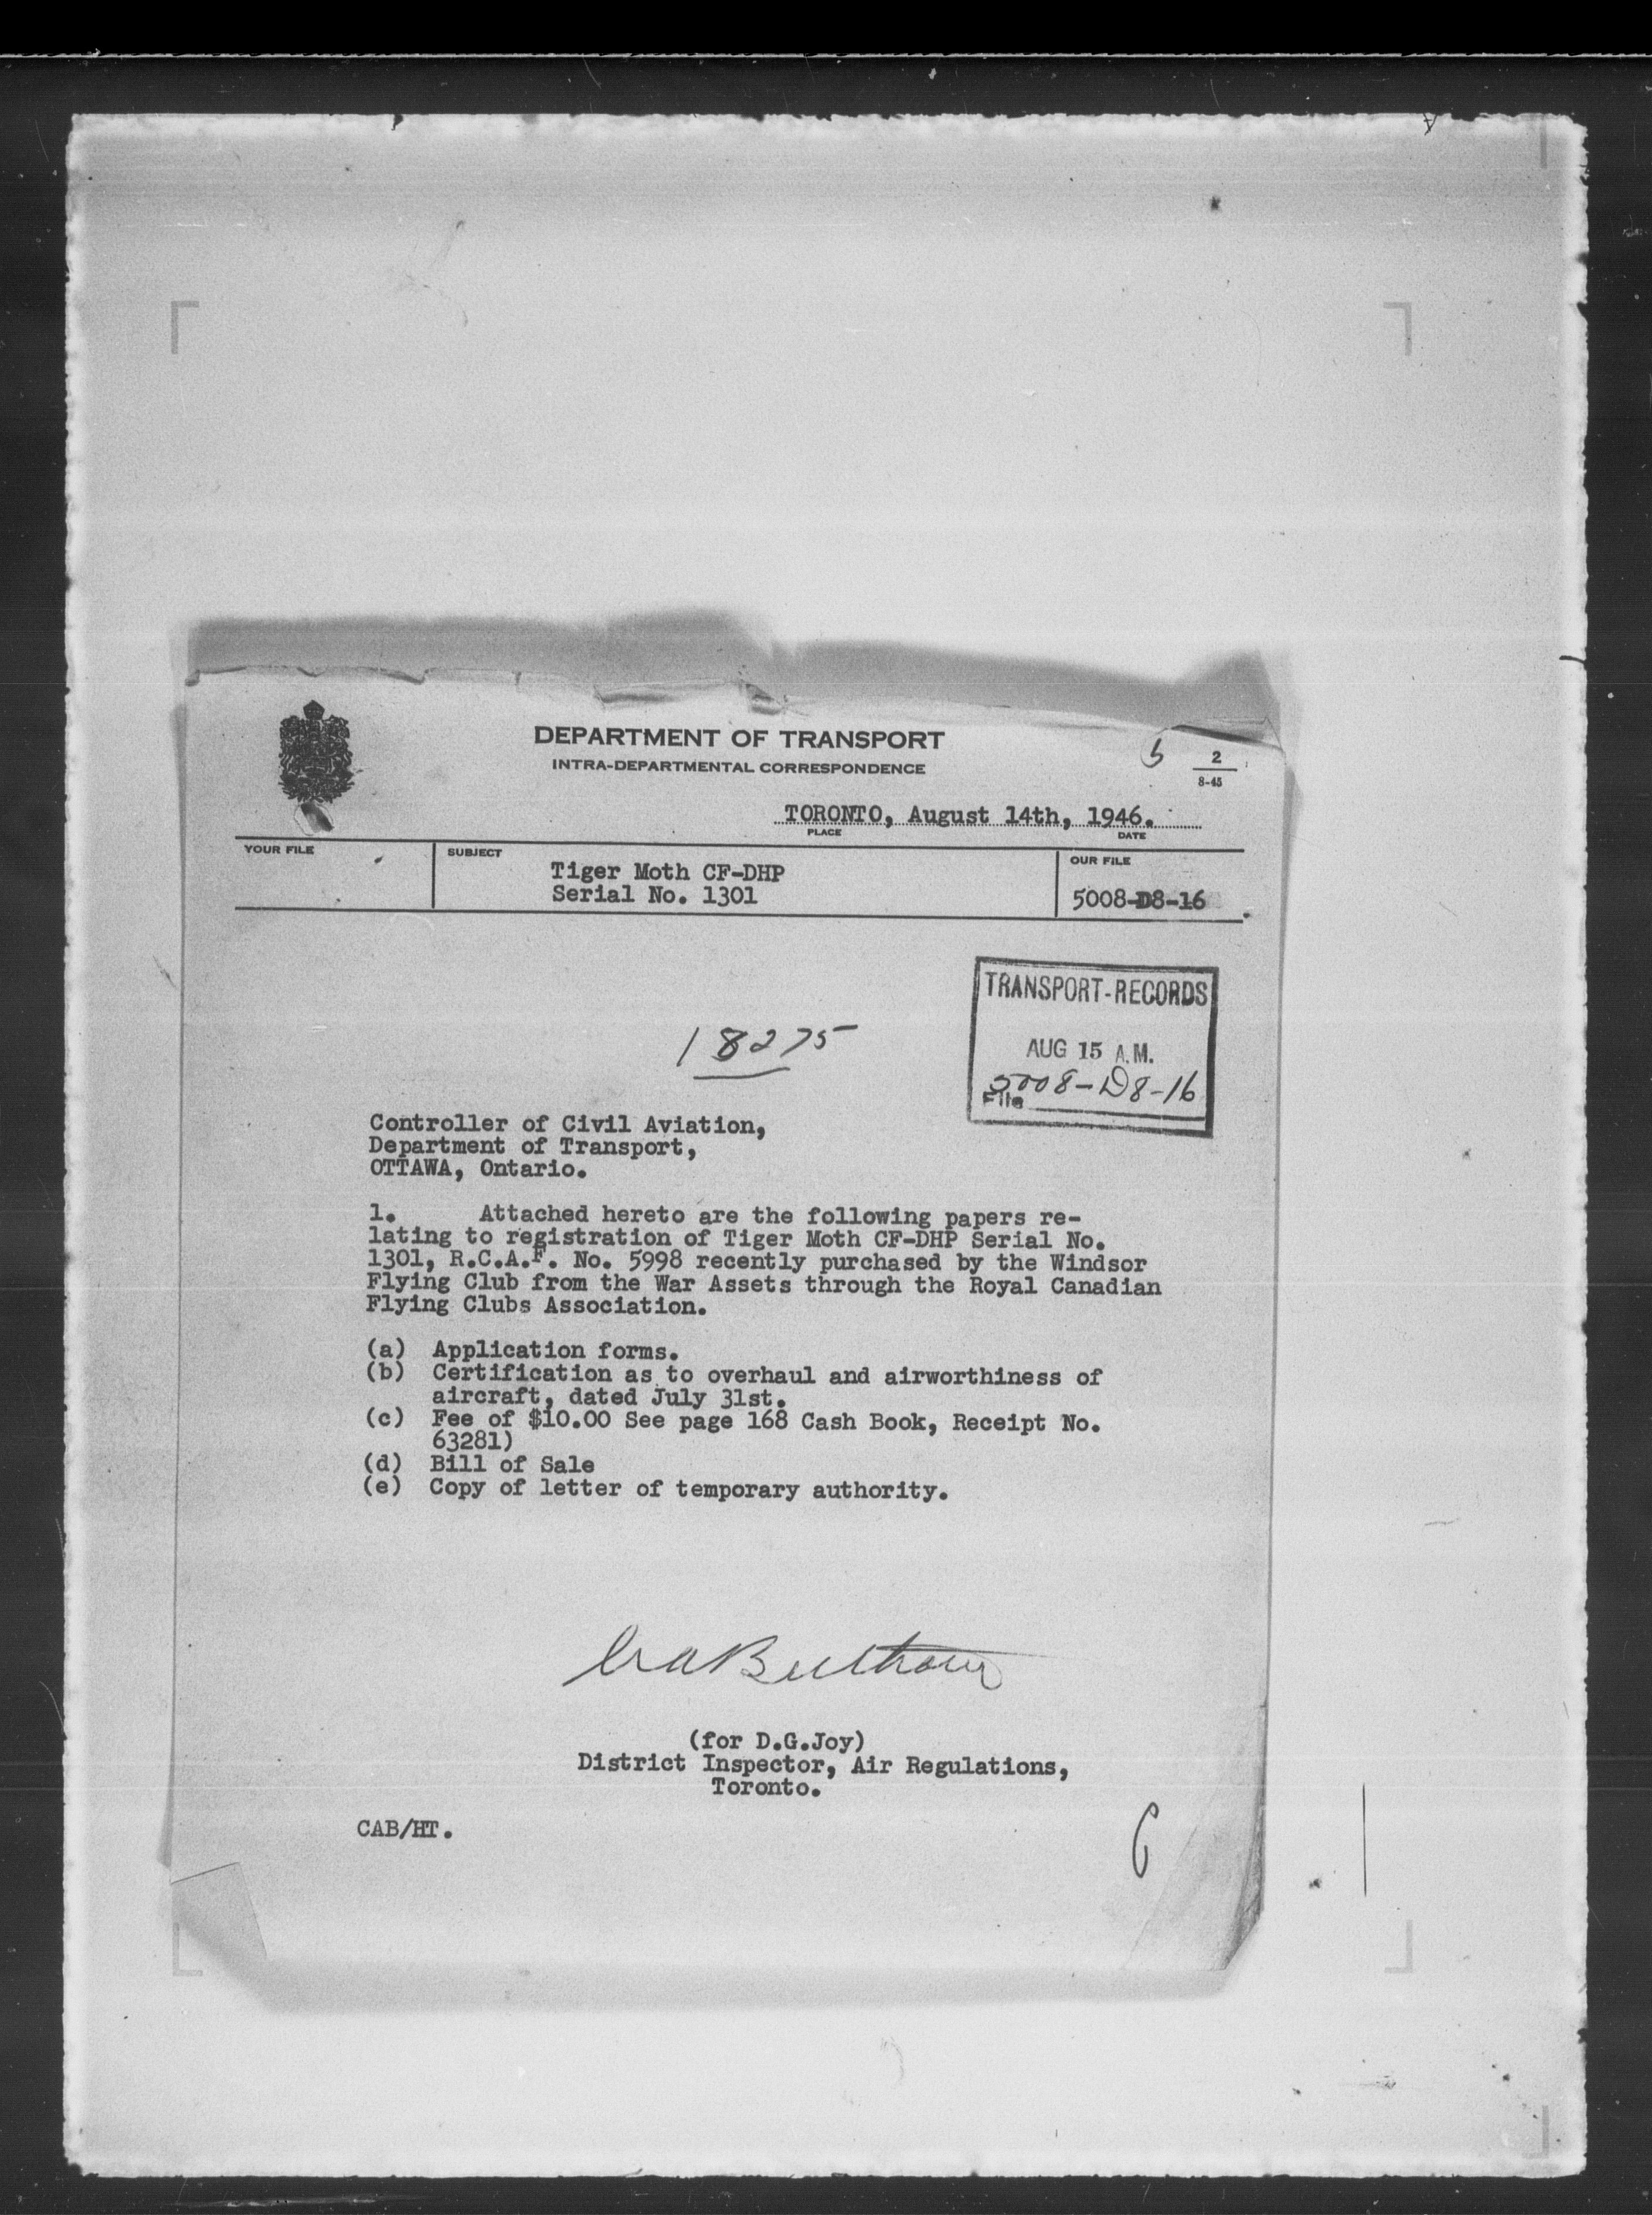 DEPARTMENT OF TRANSPORT
INTRA-DEPARTMENTAL CORRESPONDENCE
2
8-45
TORONTO, August 14th, 1946.
PLACE DATE
YOUR FILE SUBJECT OUR FILE
Tiger Moth CF-DHP
Serial No. 1301
5008-D8-16
TRANSPORT-RECORDS
AUG 15 A.M.
5008-D8-16
File
18275
Controller of Civil Aviation,
Department of Transport,
OTTAWA, Ontario.
1. Attached hereto are the following papers re-
lating to registration of Tiger Moth CF-DHP Serial No.
1301, R.C.A.F. No. 5998 recently purchased by the Windsor
Flying Club from the War Assets through the Royal Canadian
Flying Clubs Association.
(a) Application forms.
(b) Certification as to overhaul and airworthiness of
aircraft, dated July 31st.
(c) Fee of $10.00 See page 168 Cash Book, Receipt No.
63281)
(d) Bill of Sale
(e) Copy of letter of temporary authority.
(for D.G.Joy)
District Inspector, Air Regulations,
Toronto.
CAB/HT.